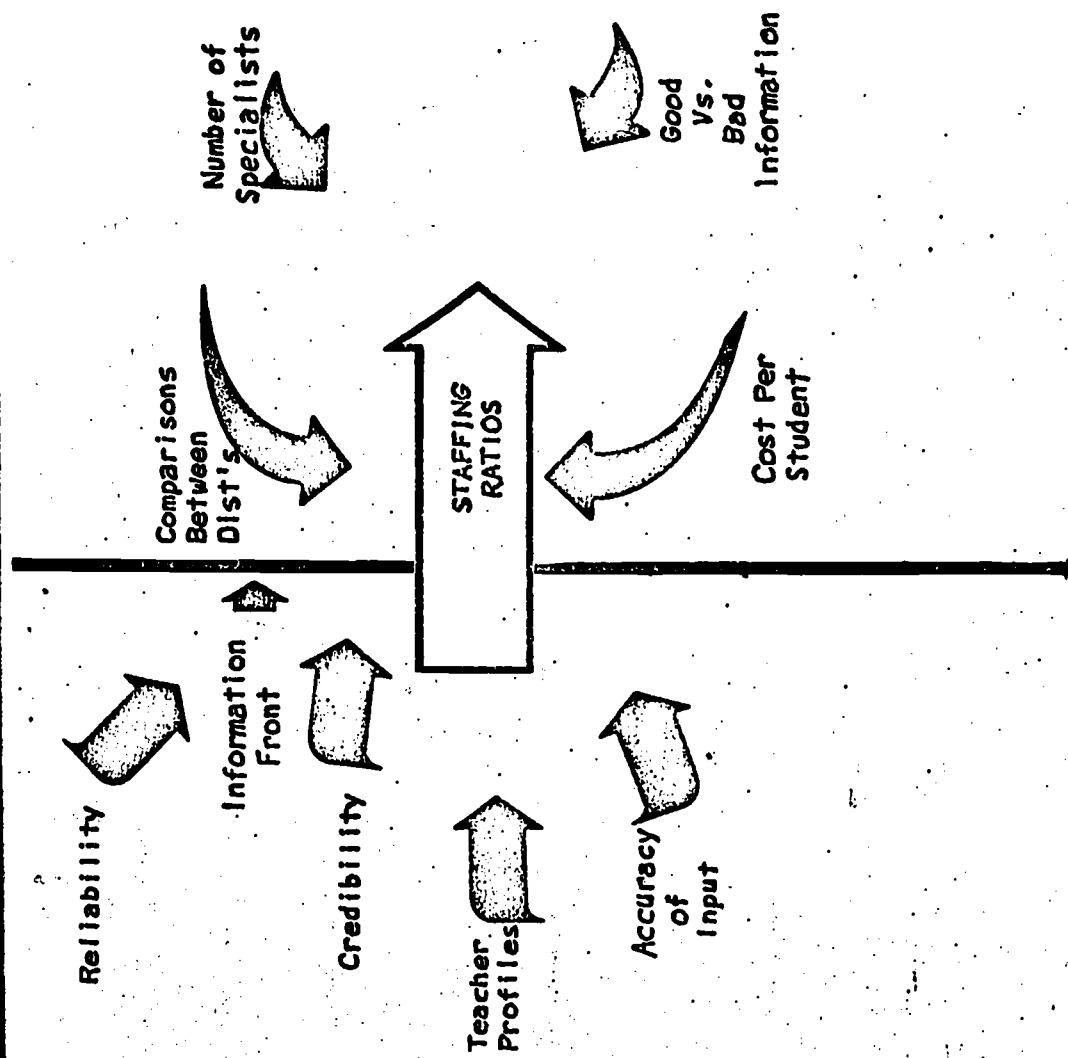 Reliability
Comparisons
Between
Dist's
Number of
Specialists
Information
Front
Credibility
STAFFING
RATIOS
Teacher
Profiles
Accuracy
of
Input
Good
Vs.
Bad
Information
Cost Per
Student